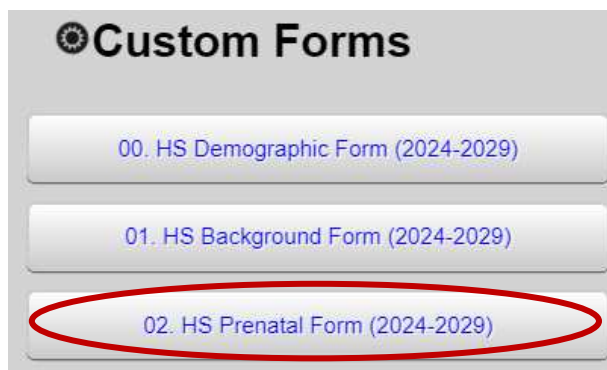 Custom Forms
00. HS Demographic Form (2024-2029)
01. HS Background Form (2024-2029)
02. HS Prenatal Form (2024-2029)